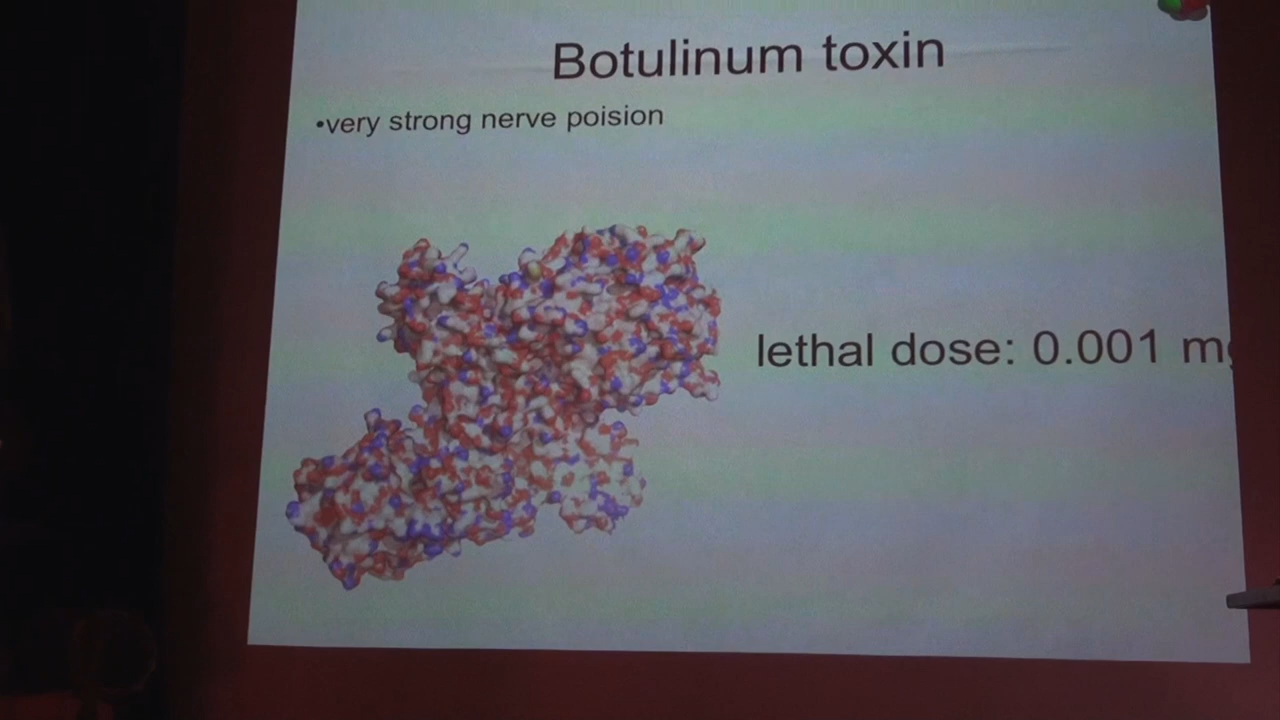 Botulinum toxin
•very strong nerve poision
lethal dose: 0.001